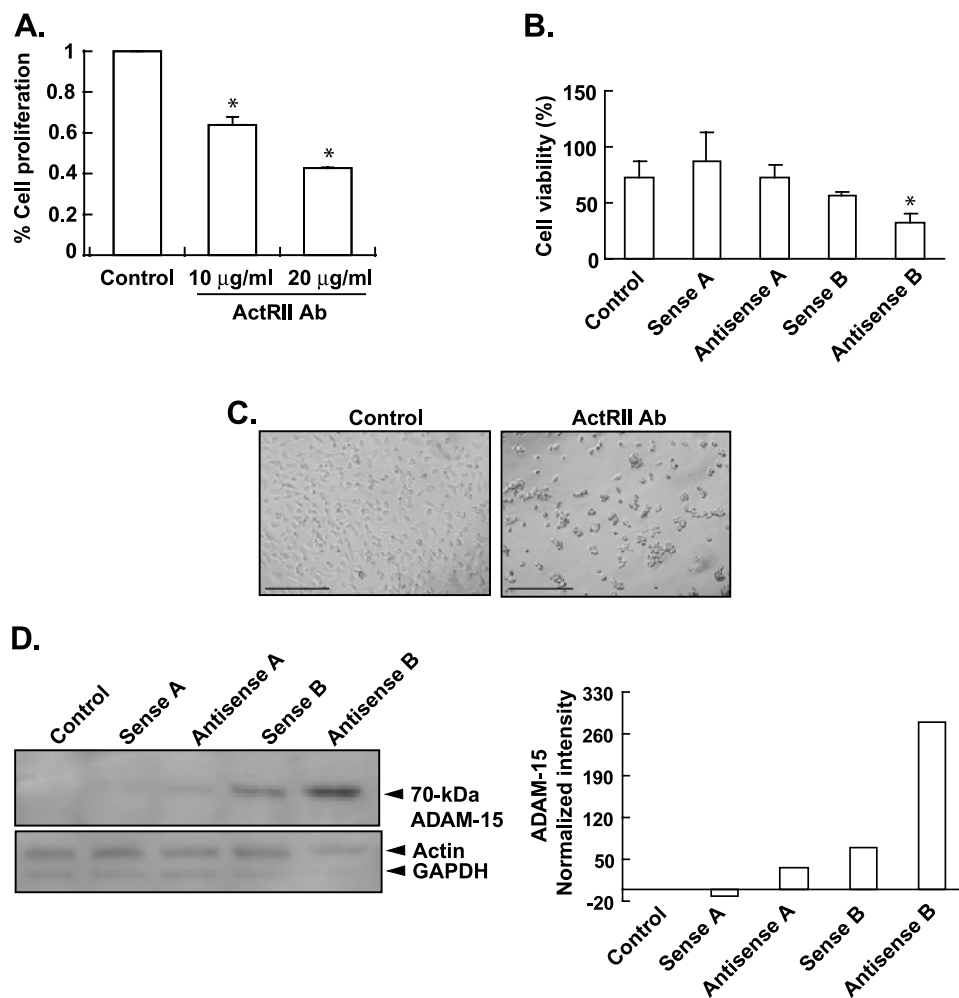 A.
% Cell proliferation
1
0.8
0.6
0.4
0.2
0
*
*
Control
10 µg/ml
20 µg/ml
ActRII Ab
B.
Cell viability (%)
150
100
50
0
*
Control
Sense A
Antisense A
Sense B
Antisense B
C.
Control
ActRII Ab
D.
Control
Sense A
Antisense A
Sense B
Antisense B
70-kDa
ADAM-15
Actin
GAPDH
ADAM-15
Normalized intensity
330
260
190
120
50
-20
Control
Sense A
Antisense A
Sense B
Antisense B